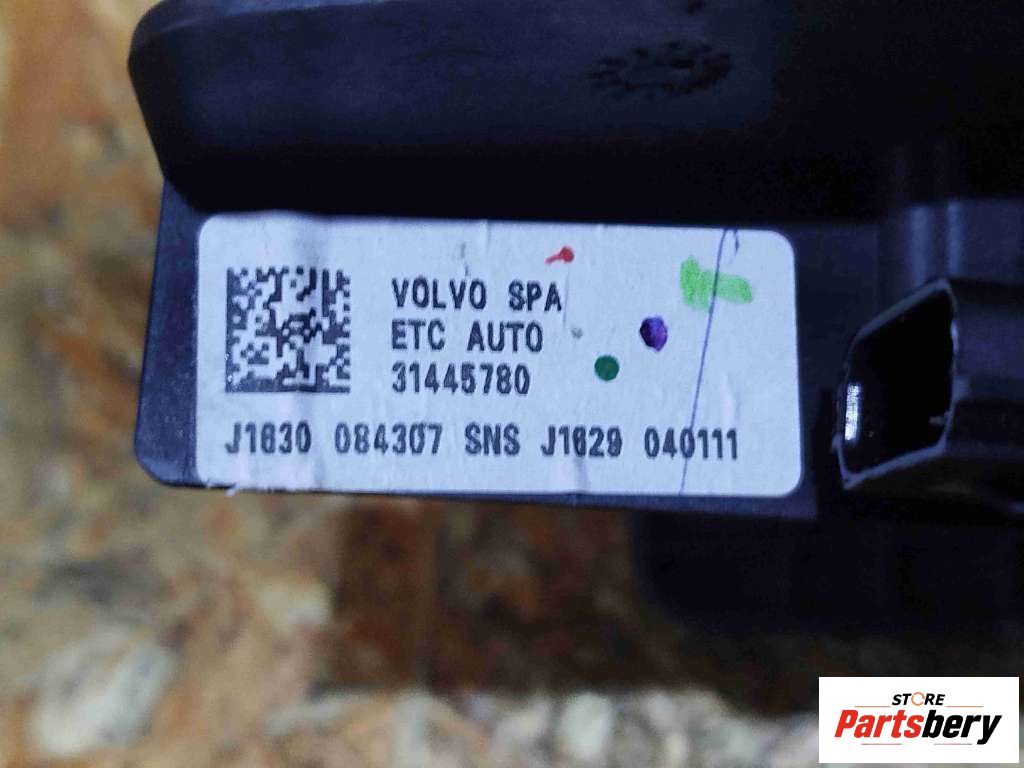 VOLVO SPA
ETC AUTO
31445780
J1630 084307 SNS J1629 040111
STORE
Partsbery